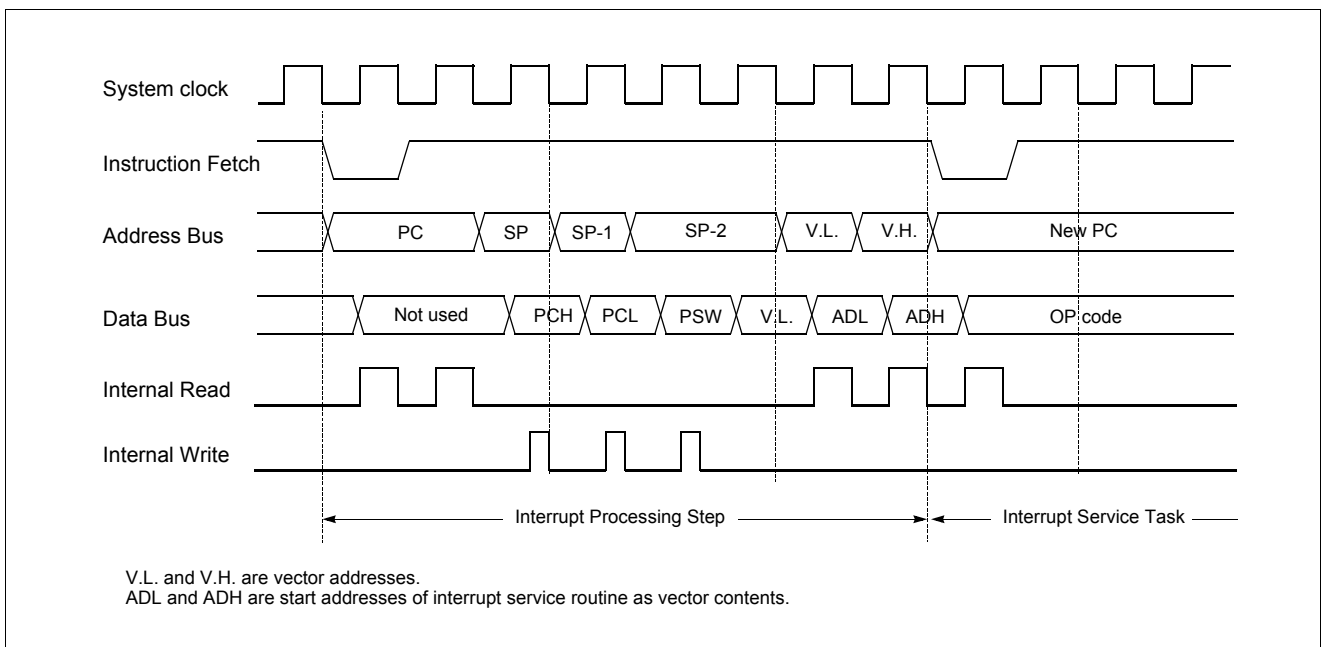 System clock
Instruction Fetch
Address Bus PC SP SP-1 SP-2 V.L. V.H. New PC
Data Bus Not used PCH PCL PSW V.L. ADL ADH OP code
Internal Read
Internal Write
Interrupt Processing Step Interrupt Service Task
V.L. and V.H. are vector addresses.
ADL and ADH are start addresses of interrupt service routine as vector contents.